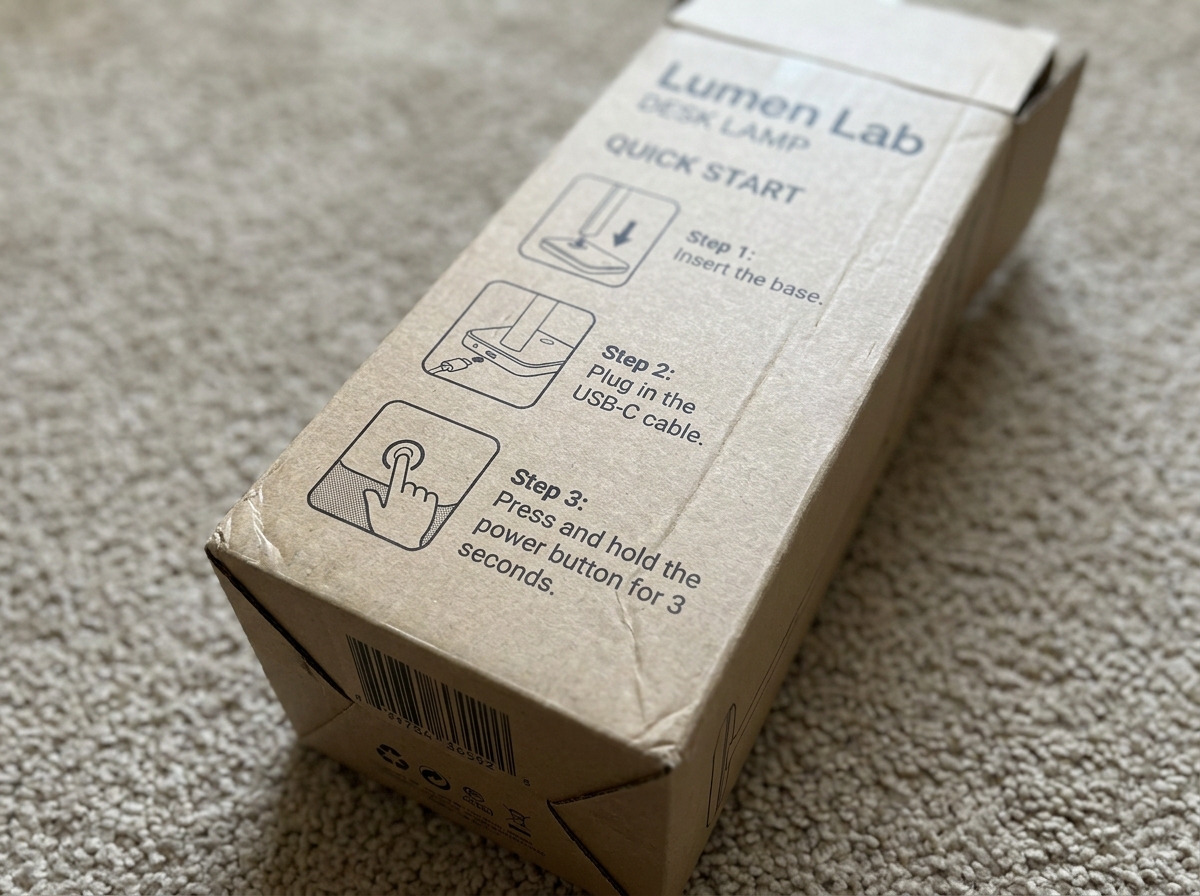 Lumen Lab
DESK LAMP
QUICK START
Step 1:
Insert the base.
Step 2:
Plug in the
USB-C cable.
Step 3:
Press and hold the
power button for 3
seconds.